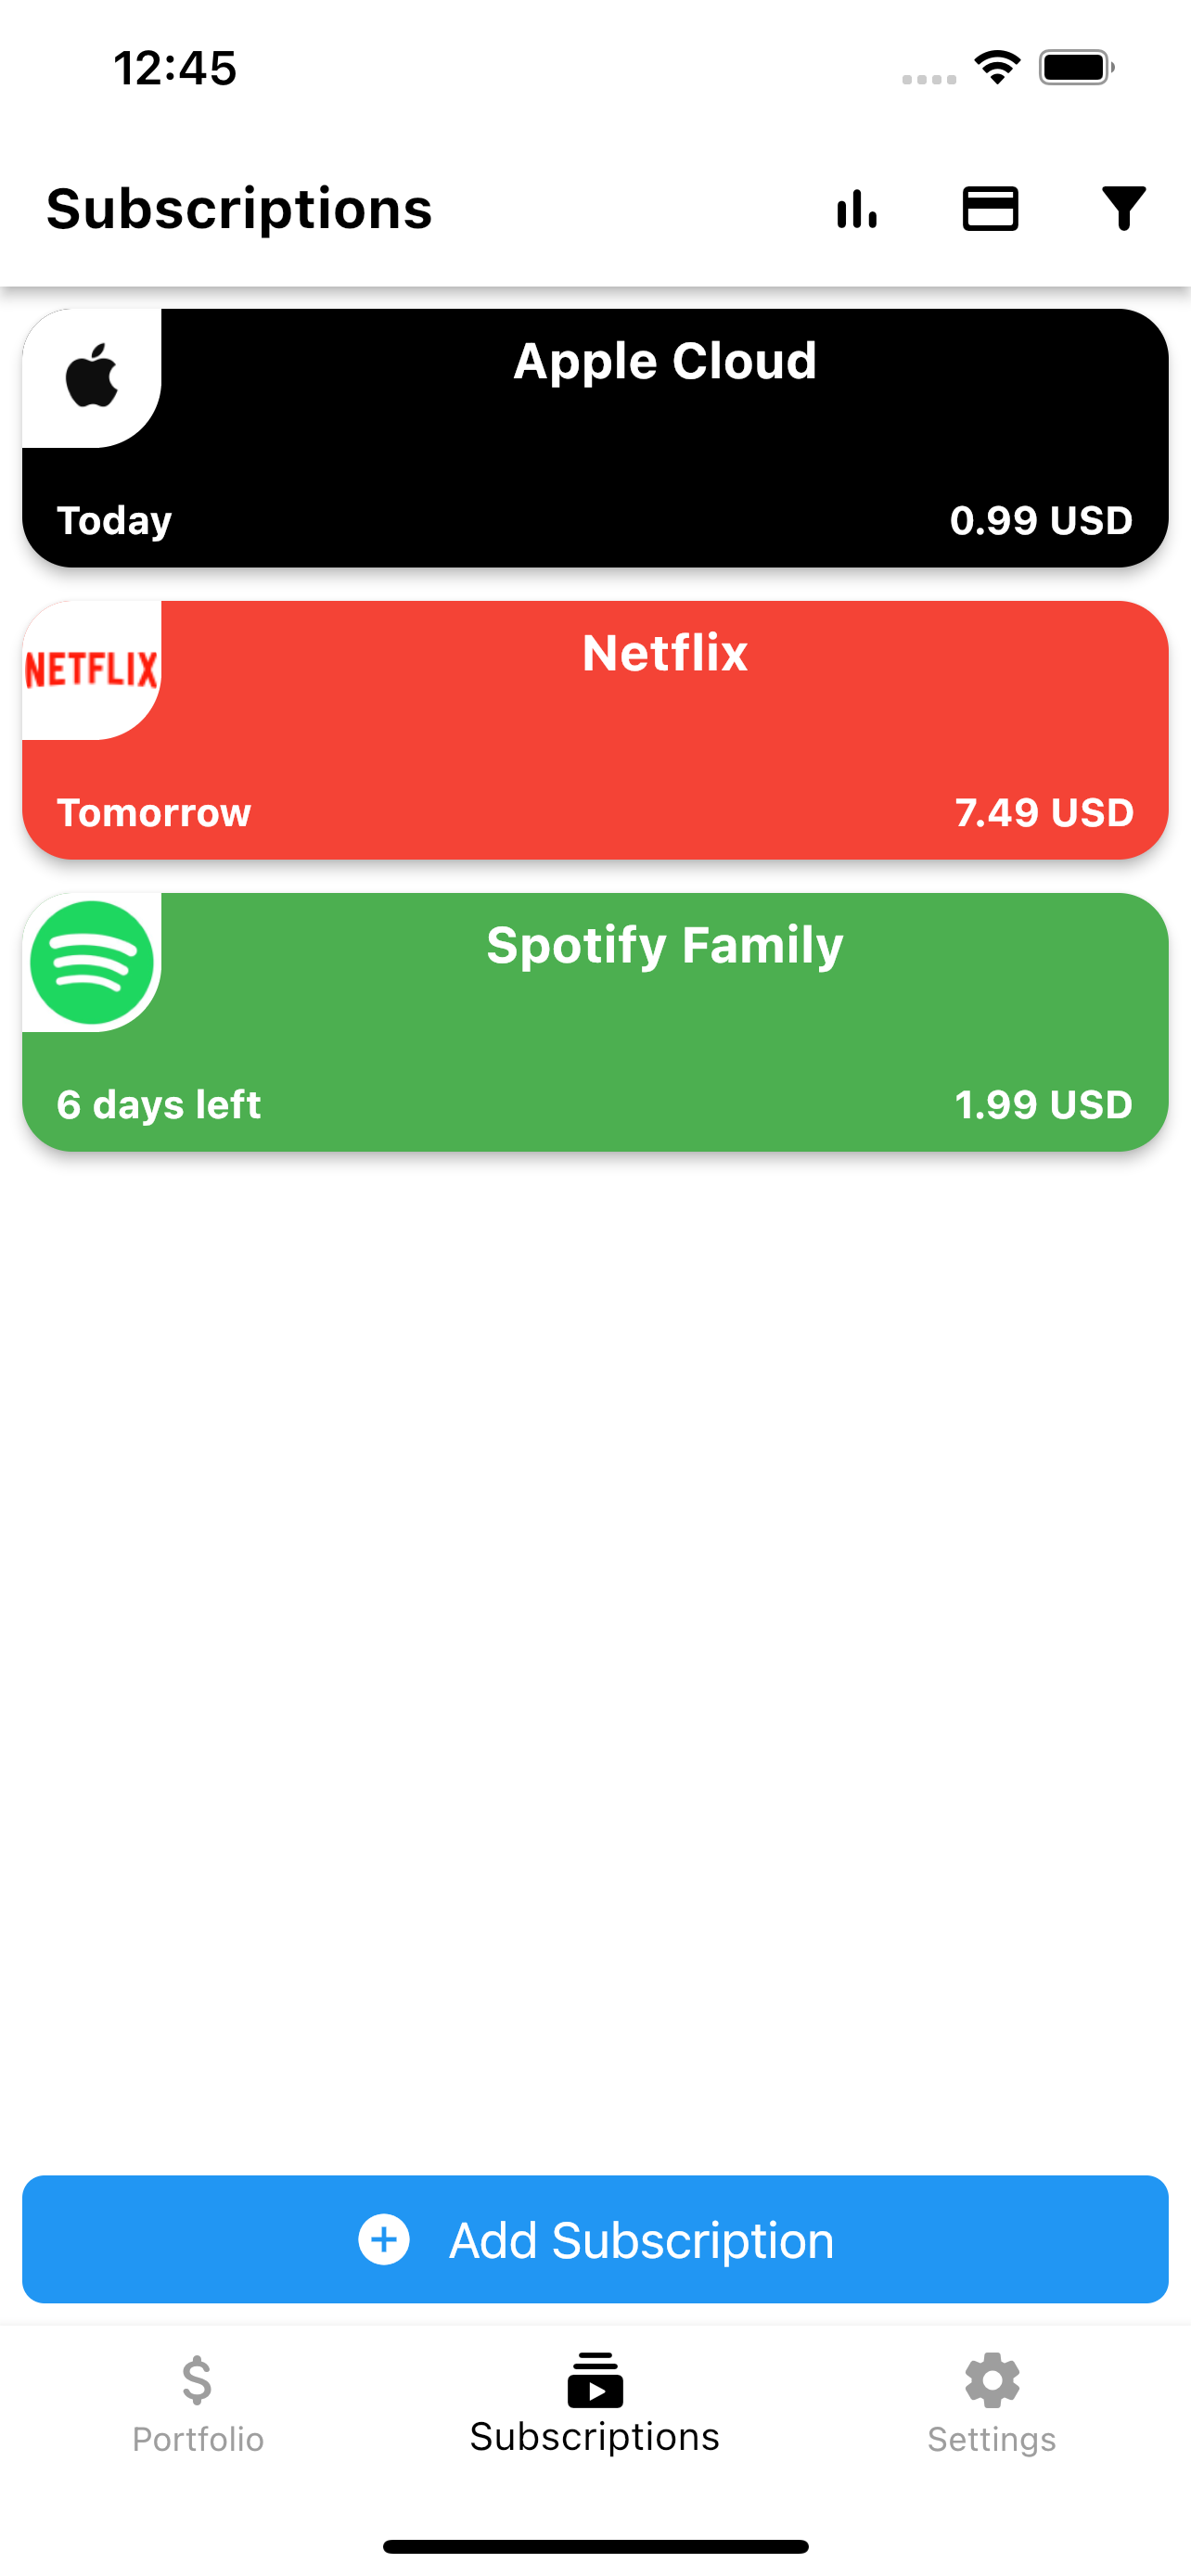 12:45
Subscriptions
Apple Cloud
Today
0.99 USD
NETFLIX
Netflix
Tomorrow
7.49 USD
Spotify Family
6 days left
1.99 USD
Add Subscription
Portfolio
Subscriptions
Settings